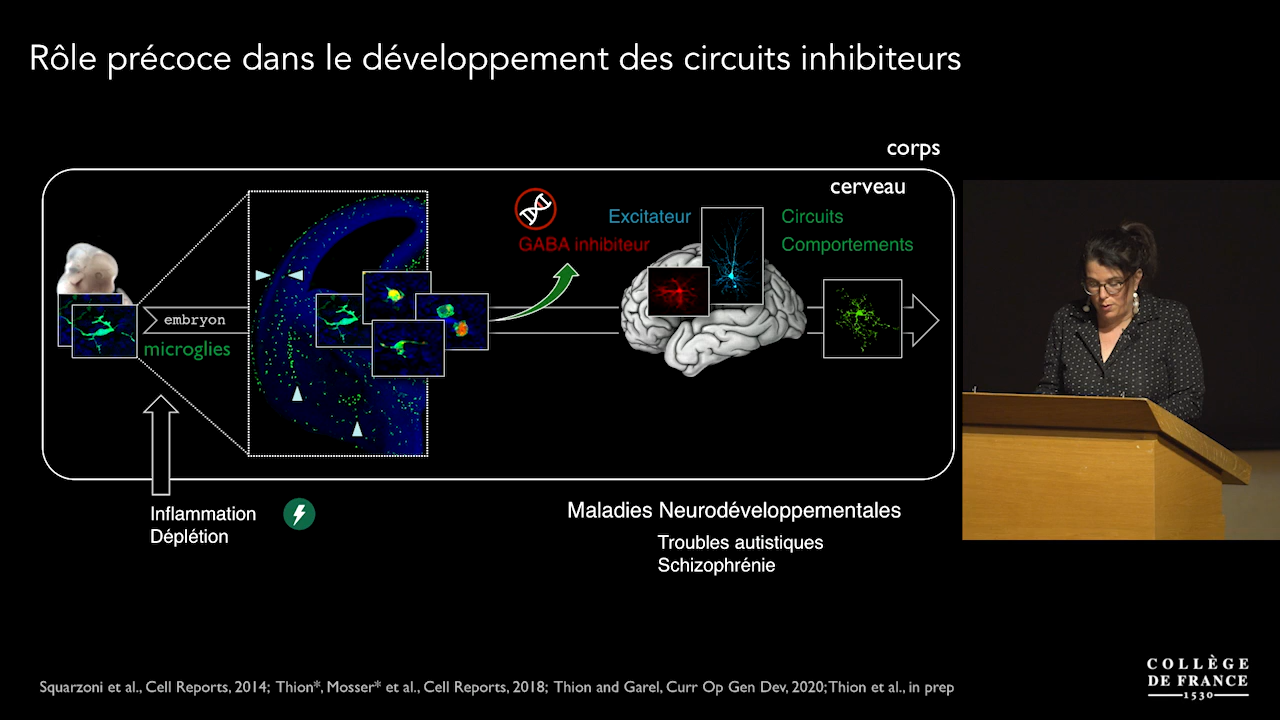 Rôle précoce dans le développement des circuits inhibiteurs
corps
cerveau
Excitateur
GABA inhibiteur
Circuits
Comportements
embryon
microglies
Inflammation
Déplétion
Maladies Neurodéveloppementales
Troubles autistiques
Schizophrénie
Squarzoni et al., Cell Reports, 2014; Thion*, Mosser* et al., Cell Reports, 2018; Thion and Garel, Curr Op Gen Dev, 2020; Thion et al., in prep
COLLÈGE
DE FRANCE
1530